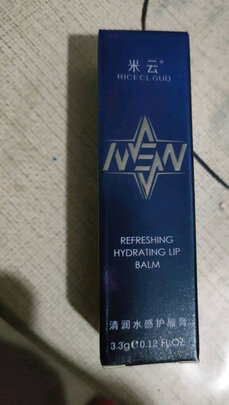 米云®
RICECLOUD
MEN
REFRESHING
HYDRATING LIP
BALM
清润水感护唇膏
3.3g℮0.12 FL.OZ